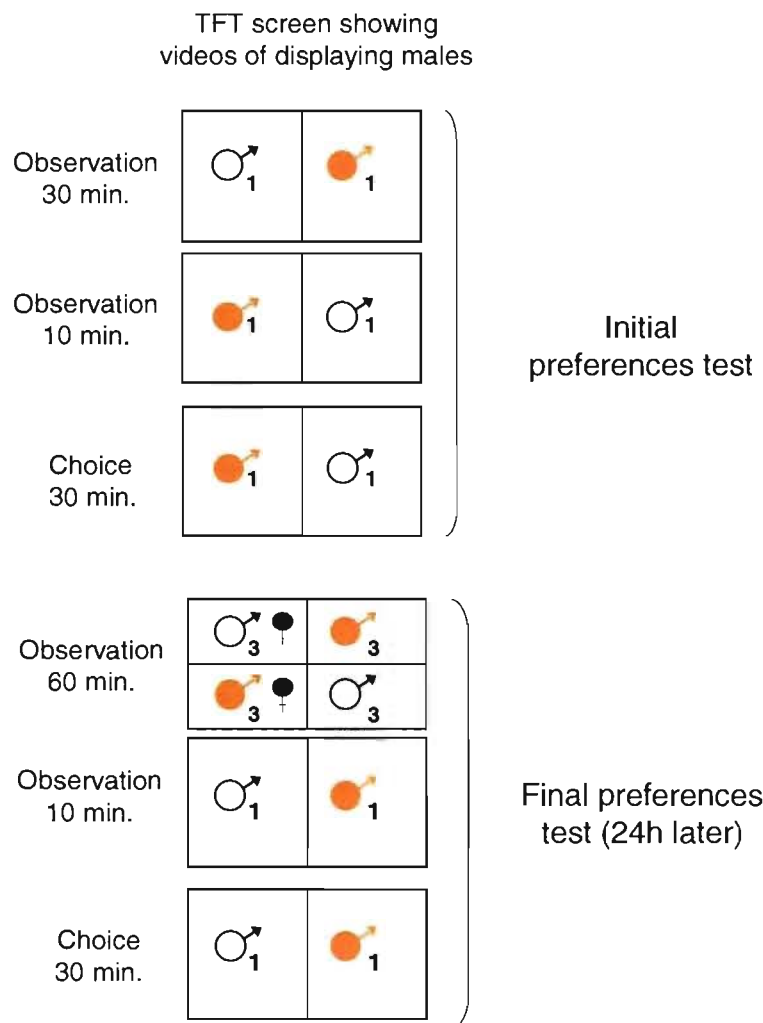 TFT screen showing
videos of displaying males
Observation
30 min.
1
1
Observation
10 min.
1
1
Initial
preferences test
Choice
30 min.
1
1
Observation
60 min.
3
3
3
3
Observation
10 min.
1
1
Final preferences
test (24h later)
Choice
30 min.
1
1